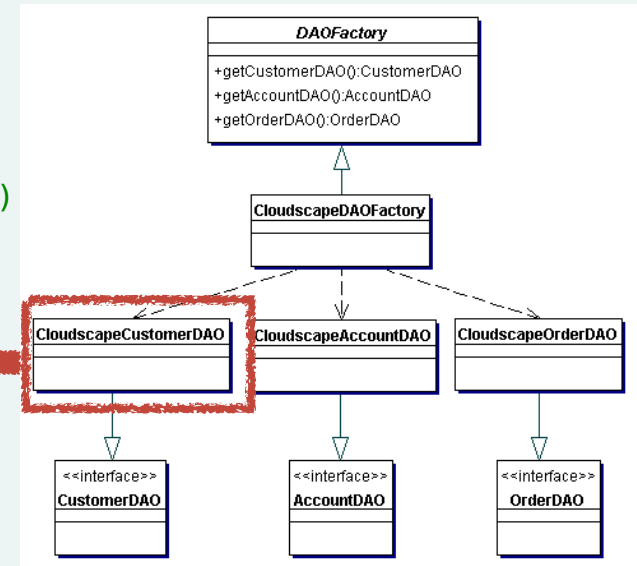 DAOFactory
+getCustomerDAO():CustomerDAO
+getAccountDAO():AccountDAO
+getOrderDAO():OrderDAO
)
CloudscapeDAOFactory
CloudscapeCustomerDAO
CloudscapeAccountDAO
CloudscapeOrderDAO
<<interface>>
CustomerDAO
<<interface>>
AccountDAO
<<interface>>
OrderDAO